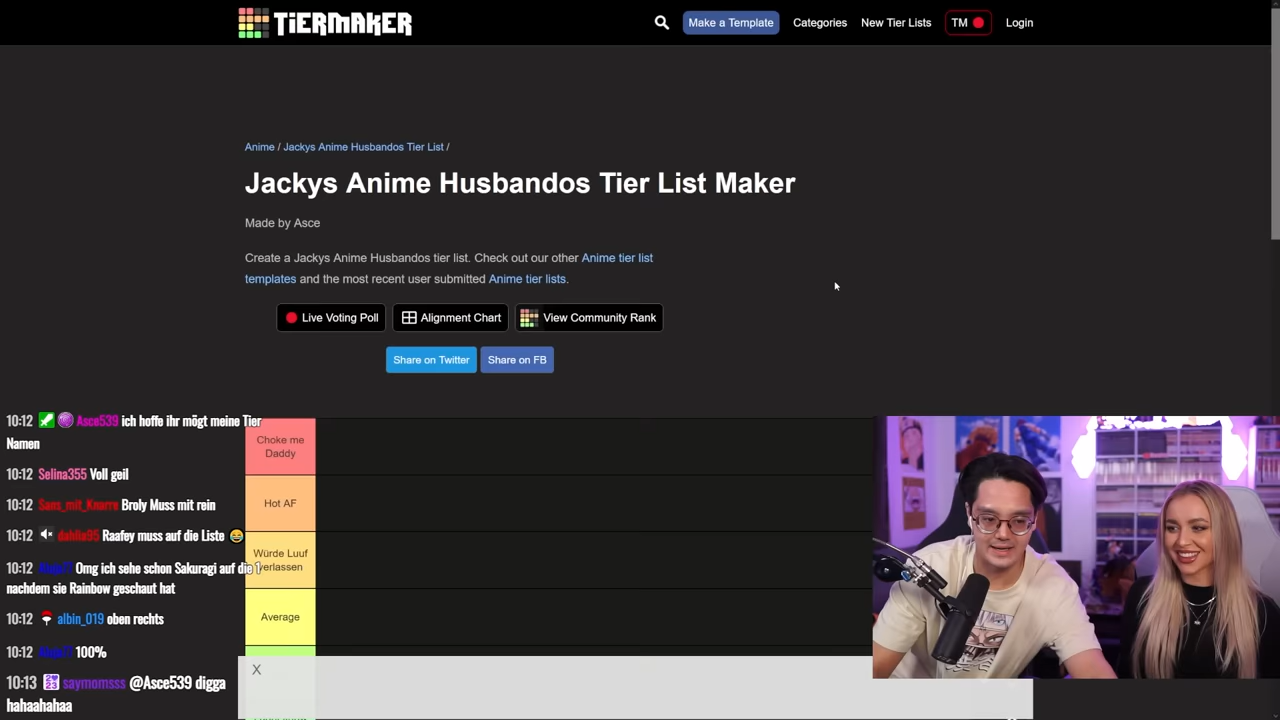 TiERMAKER
Make a Template
Categories
New Tier Lists
TM
Login
Anime / Jackys Anime Husbandos Tier List /
Jackys Anime Husbandos Tier List Maker
Made by Asce
Create a Jackys Anime Husbandos tier list. Check out our other Anime tier list
templates and the most recent user submitted Anime tier lists.
Live Voting Poll
Alignment Chart
View Community Rank
Share on Twitter
Share on FB
10:12 Asce539 ich hoffe ihr mögt meine Tier
Namen
10:12 Selina355 Voll geil
10:12 Sans_mit_Knarre Broly Muss mit rein
10:12 dahlia95 Raafey muss auf die Liste 😂
10:12 Omg ich sehe schon Sakuragi auf die 1
nachdem sie Rainbow geschaut hat
10:12 albin_019 oben rechts
10:12 100%
10:13 saymomsss @Asce539 digga
hahaahahaa
Choke me
Daddy
Hot AF
Würde Luuf
verlassen
Average
X